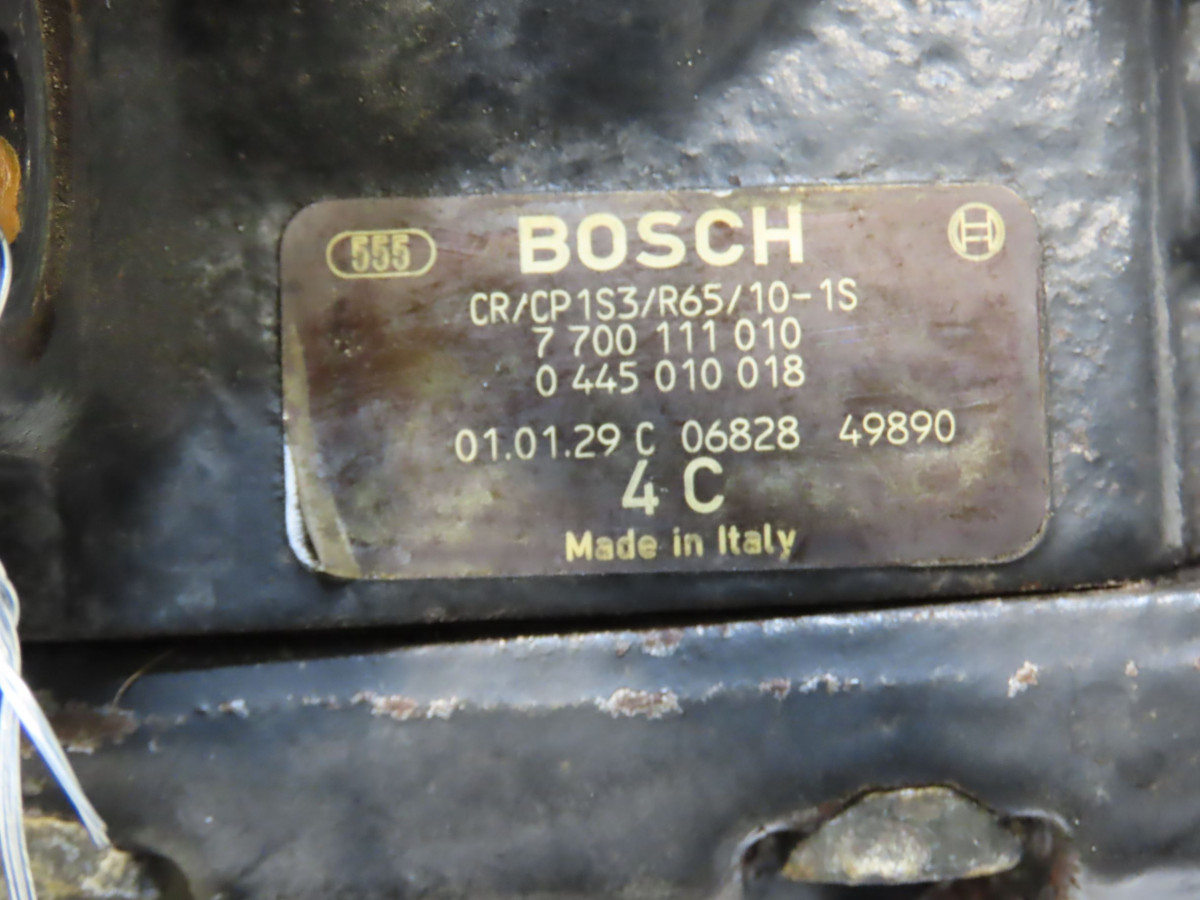 555 BOSCH
CR/CP1S3/R65/10-1S
7 700 111 010
0 445 010 018
01.01.29 C 06828 49890
4 C
Made in Italy